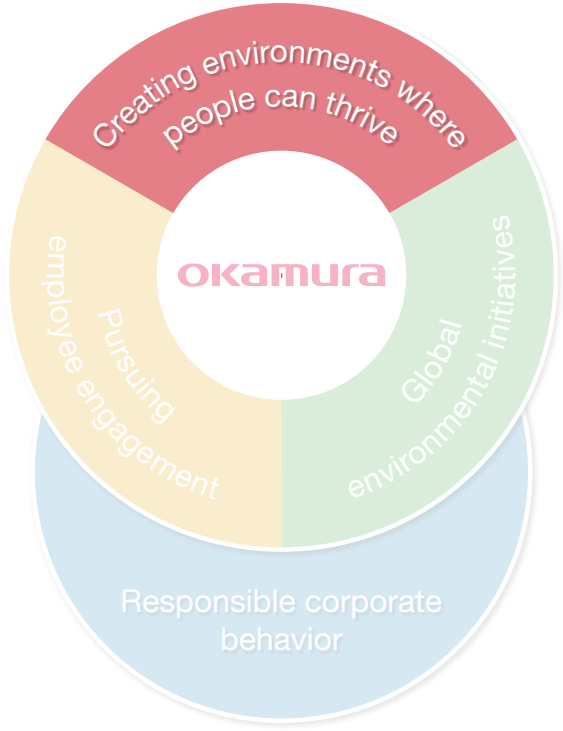 Creating environments where
people can thrive
okamura
Pursuing
employee engagement
Global
environmental initiatives
Responsible corporate
behavior